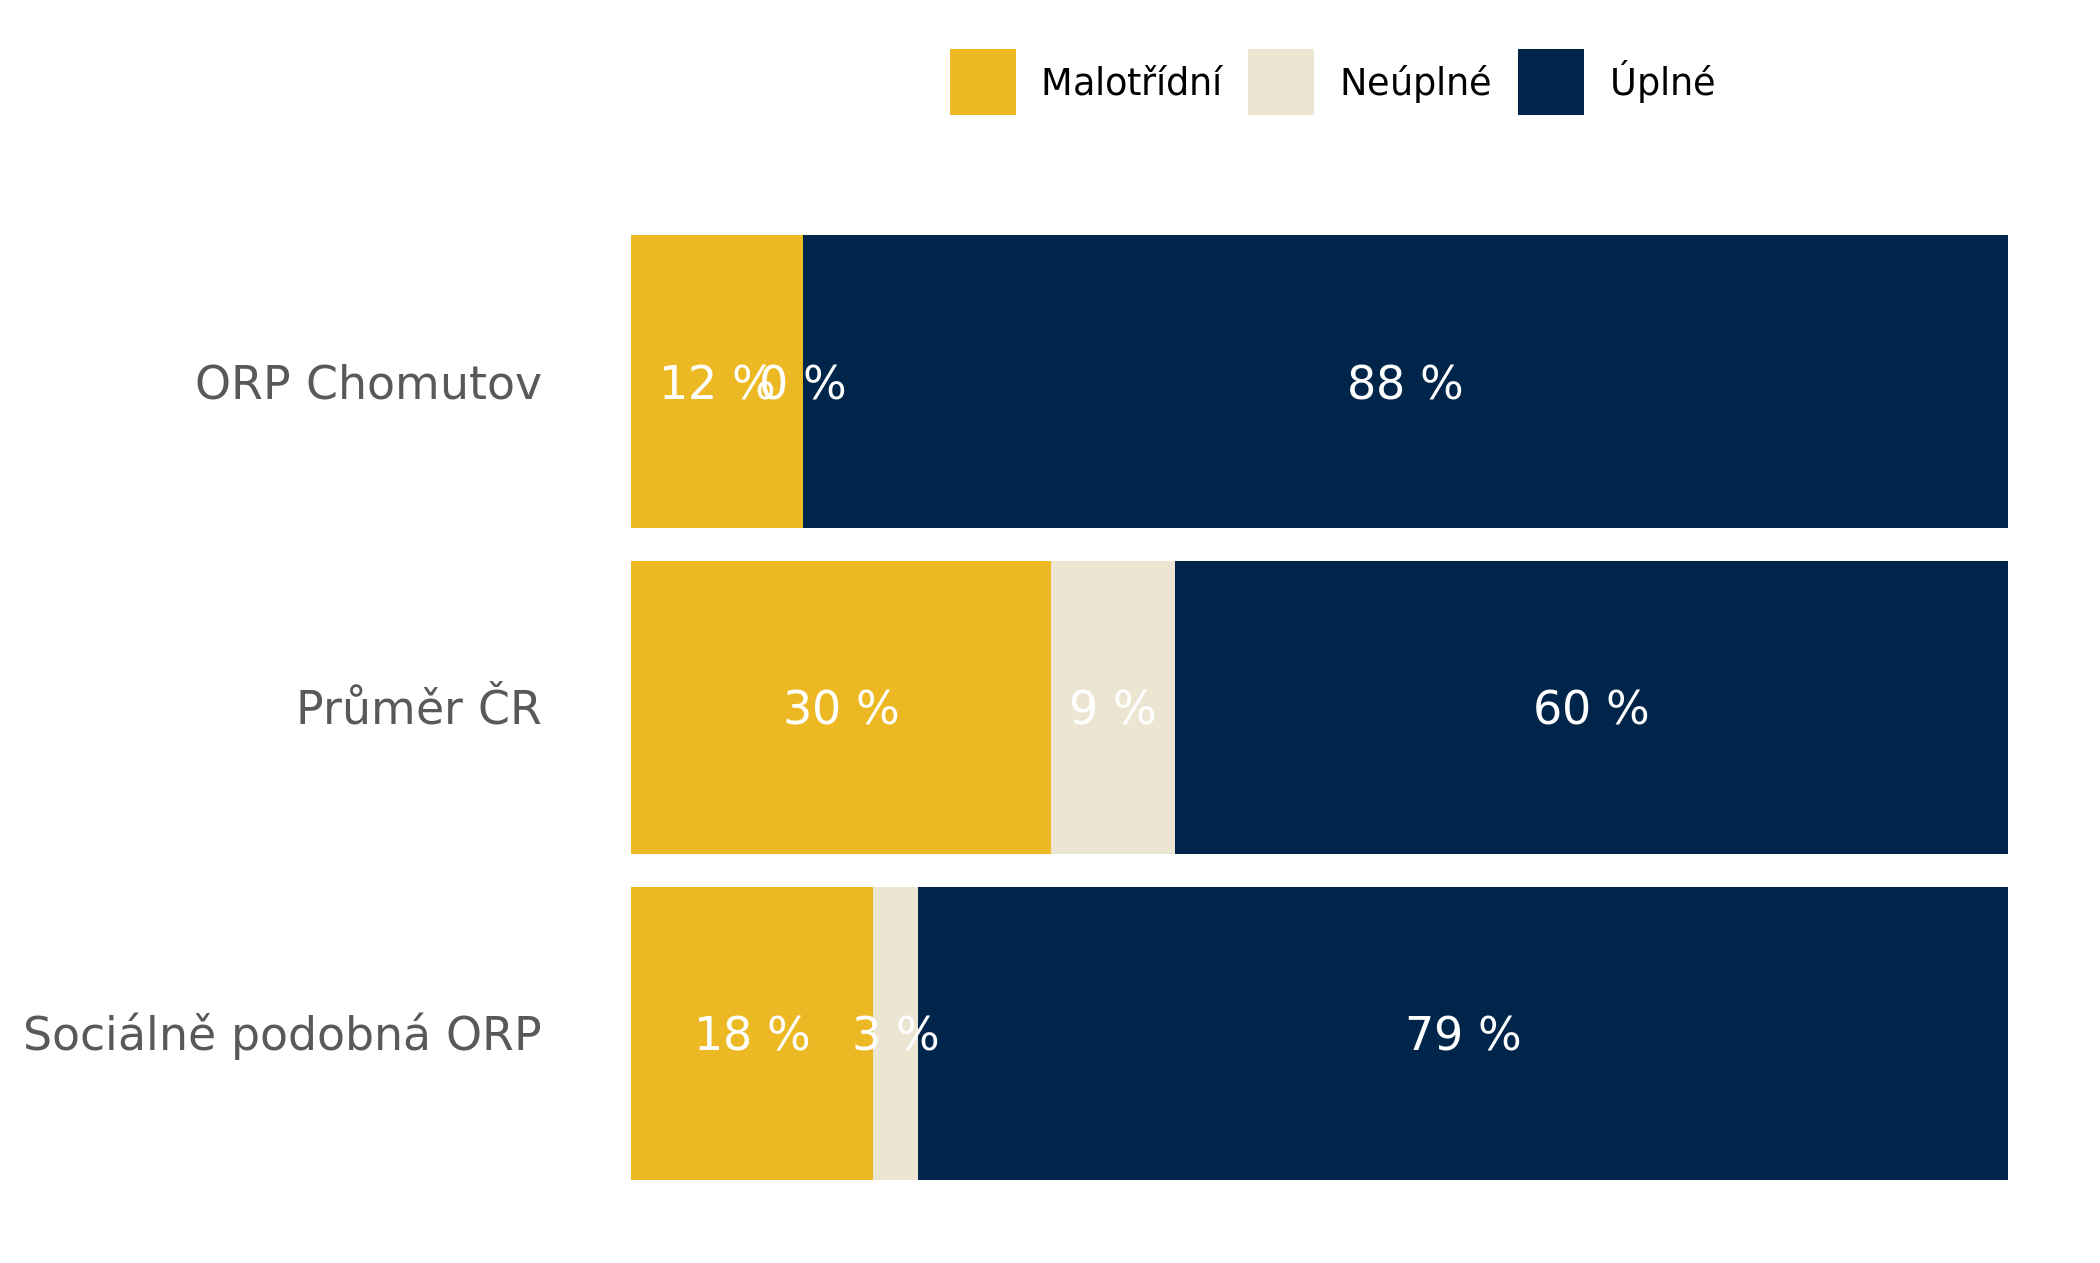 Malotřídní Neúplné Úplné
ORP Chomutov 12 % 0 % 88 %
Průměr ČR 30 % 9 % 60 %
Sociálně podobná ORP 18 % 3 % 79 %